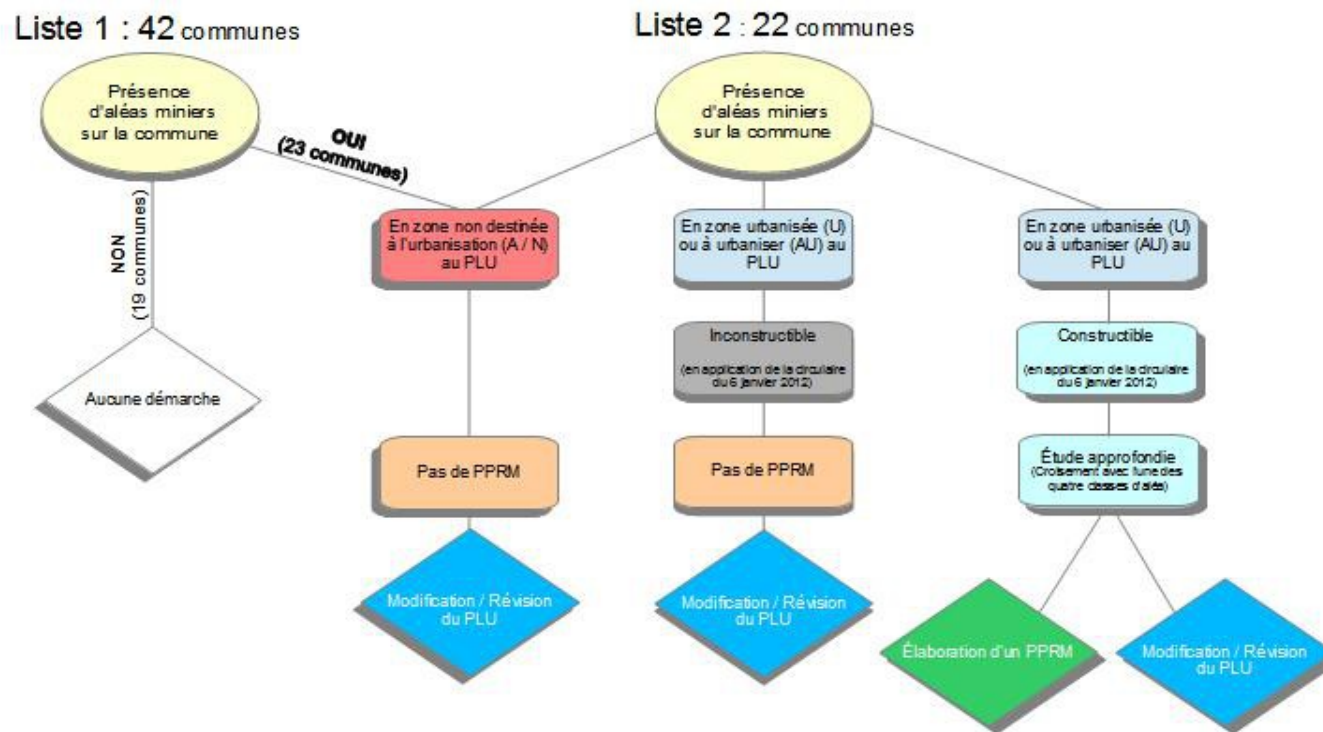 Liste 1 : 42 communes
Liste 2 : 22 communes
Présence
d'aléas miniers
sur la commune
OUI
(23 communes)
NON
(19 communes)
Aucune démarche
Présence
d'aléas miniers
sur la commune
En zone non destinée
à l'urbanisation (A / N)
au PLU
Pas de PPRM
Modification / Révision
du PLU
En zone urbanisée (U)
ou à urbaniser (AU) au
PLU
Inconstructible
(en application de la circulaire
du 6 janvier 2012)
Pas de PPRM
Modification / Révision
du PLU
En zone urbanisée (U)
ou à urbaniser (AU) au
PLU
Constructible
(en application de la circulaire
du 6 janvier 2012)
Étude approfondie
(Croisement avec l'une des
quatre classes d'aléa)
Élaboration d'un PPRM
Modification / Révision
du PLU